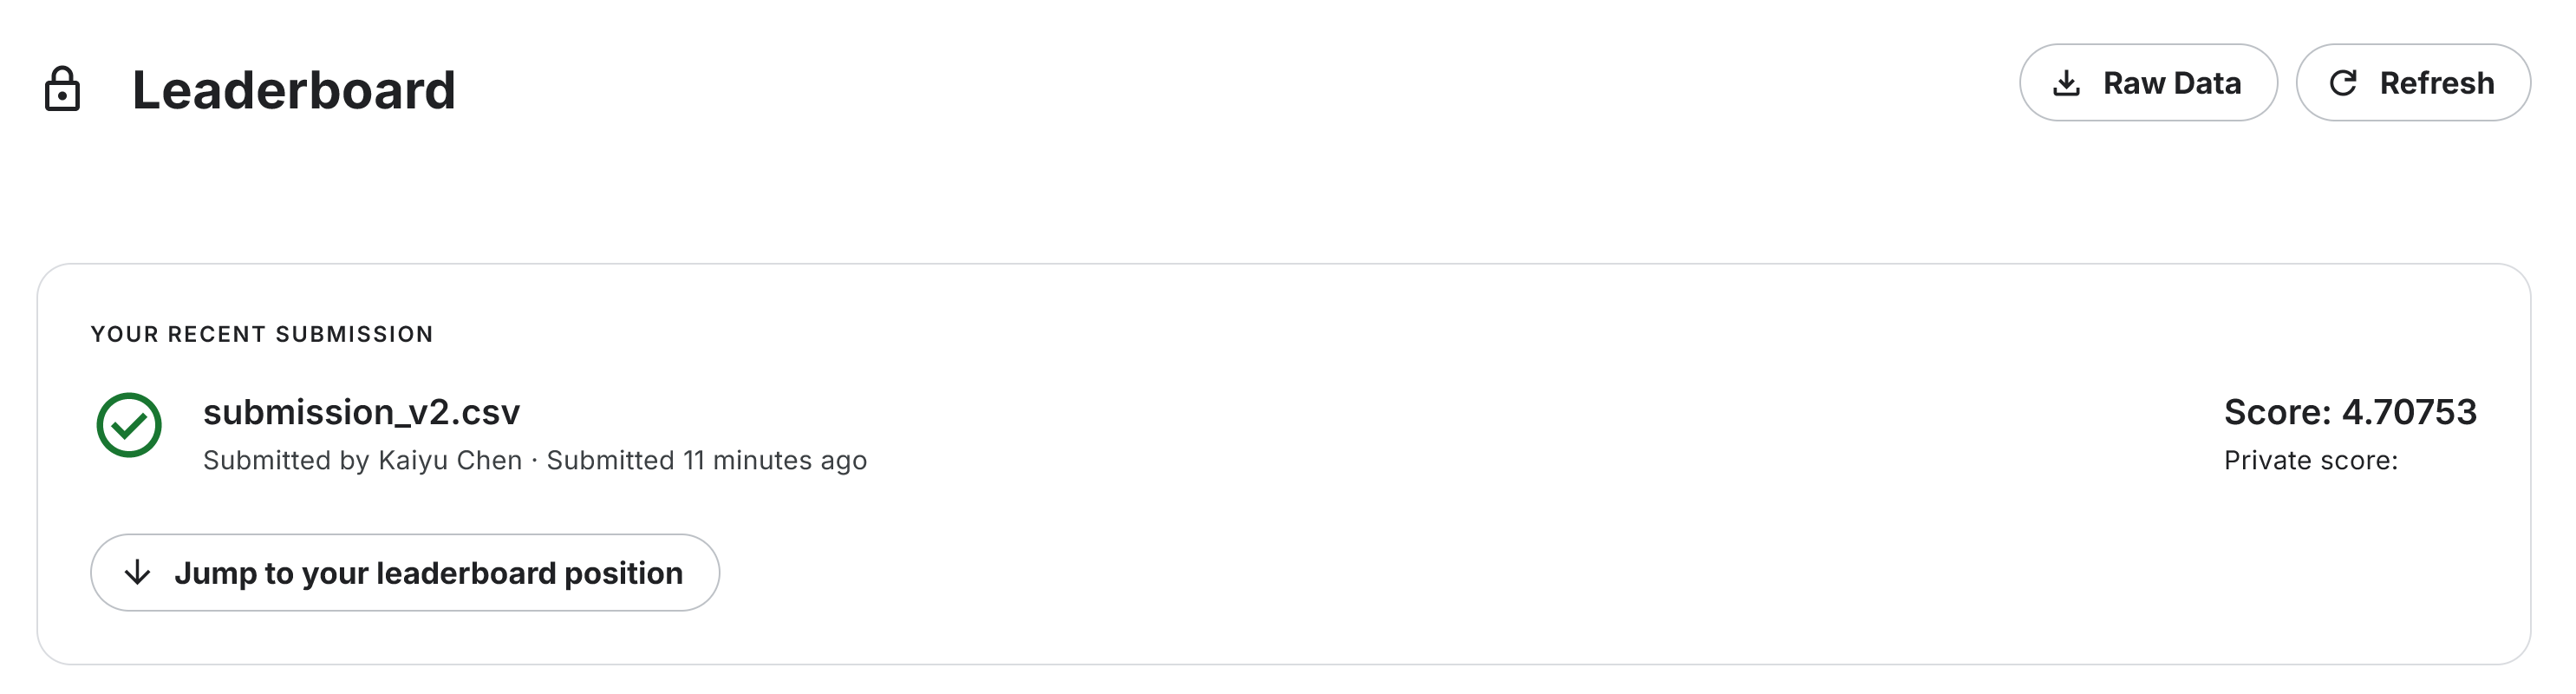 Leaderboard
Raw Data
Refresh
YOUR RECENT SUBMISSION
submission_v2.csv
Score: 4.70753
Submitted by Kaiyu Chen · Submitted 11 minutes ago
Private score:
Jump to your leaderboard position